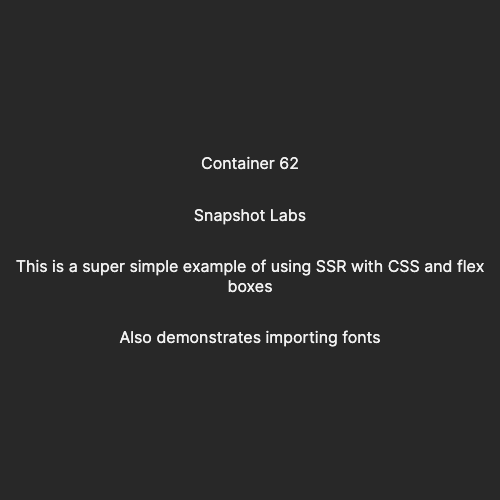 Container 62
Snapshot Labs
This is a super simple example of using SSR with CSS and flex
boxes
Also demonstrates importing fonts